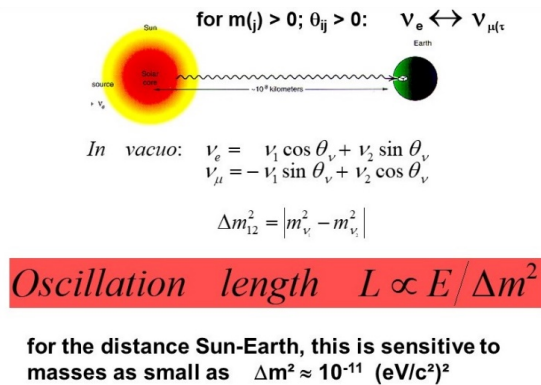 for m(j) > 0; θij > 0: νe ↔ νμ(τ
Sun
Earth
Solar
core
source
+ νe
~10⁸ kilometers
In vacuo: νe = ν1 cos θν + ν2 sin θν
νμ = − ν1 sin θν + ν2 cos θν
Δm²12 = |m²ν1 − m²ν2|
Oscillation length L ∝ E/Δm²
for the distance Sun-Earth, this is sensitive to
masses as small as Δm² ≈ 10⁻¹¹ (eV/c²)²